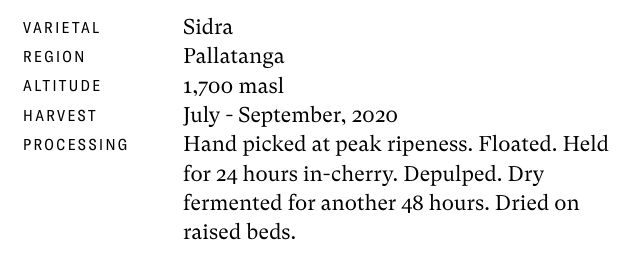 VARIETAL Sidra
REGION Pallatanga
ALTITUDE 1,700 masl
HARVEST July - September, 2020
PROCESSING Hand picked at peak ripeness. Floated. Held
for 24 hours in-cherry. Depulped. Dry
fermented for another 48 hours. Dried on
raised beds.